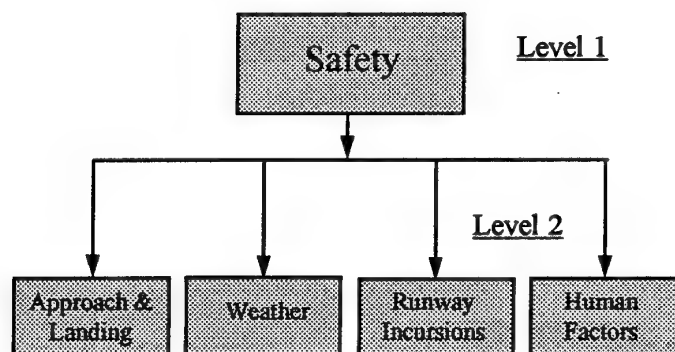 Safety
Level 1
Level 2
Approach &
Landing
Weather
Runway
Incursions
Human
Factors